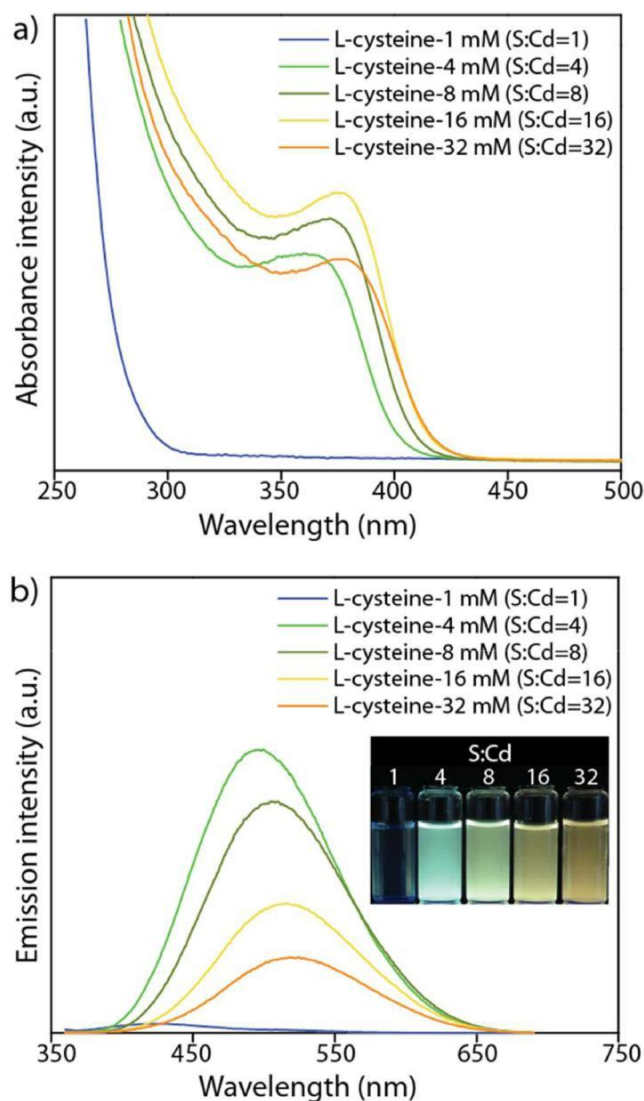 a)
Absorbance intensity (a.u.)
L-cysteine-1 mM (S:Cd=1)
L-cysteine-4 mM (S:Cd=4)
L-cysteine-8 mM (S:Cd=8)
L-cysteine-16 mM (S:Cd=16)
L-cysteine-32 mM (S:Cd=32)
250 300 350 400 450 500
Wavelength (nm)
b)
Emission intensity (a.u.)
L-cysteine-1 mM (S:Cd=1)
L-cysteine-4 mM (S:Cd=4)
L-cysteine-8 mM (S:Cd=8)
L-cysteine-16 mM (S:Cd=16)
L-cysteine-32 mM (S:Cd=32)
S:Cd
1 4 8 16 32
350 450 550 650 750
Wavelength (nm)